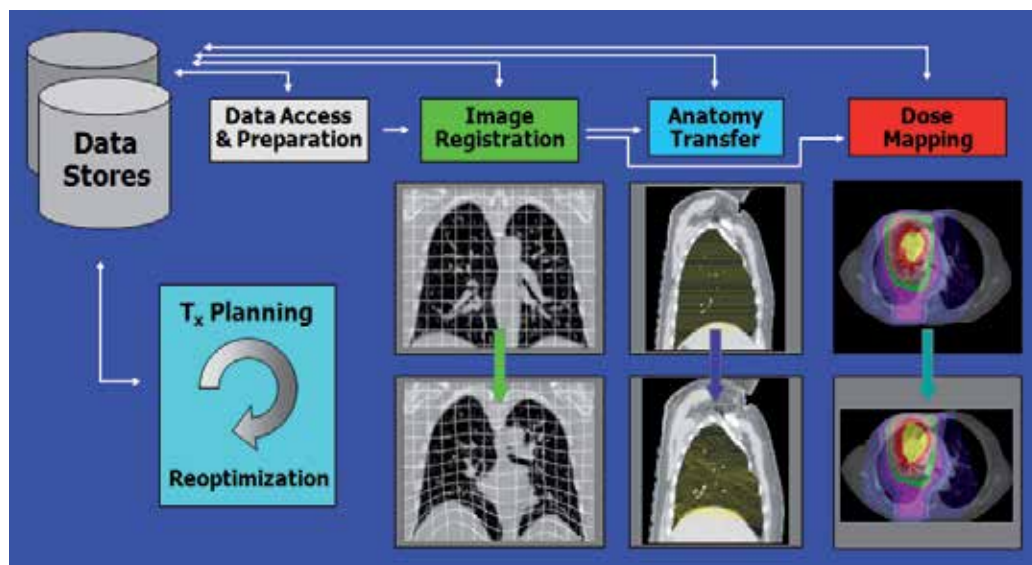 Data
Stores
Data Access
& Preparation
Image
Registration
Anatomy
Transfer
Dose
Mapping
Tx Planning
Reoptimization